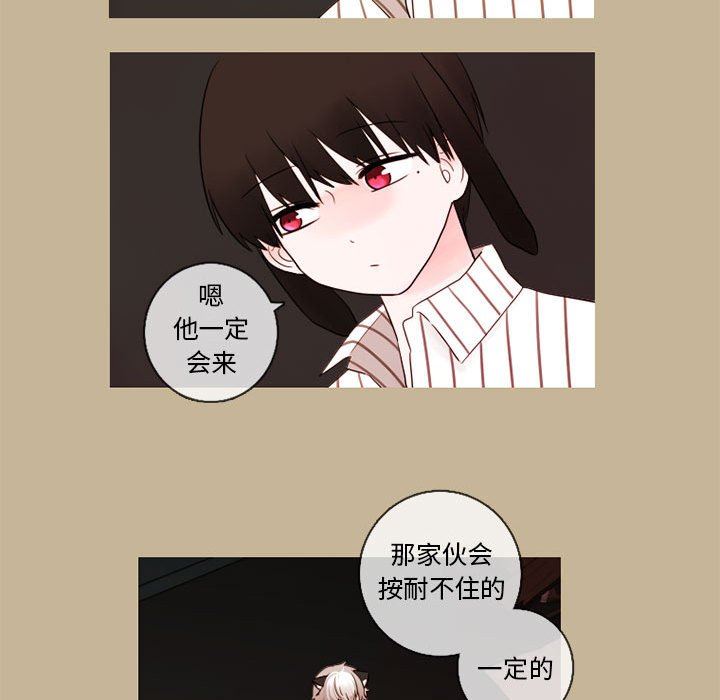 嗯
他一定
会来
那家伙会
按耐不住的
一定的